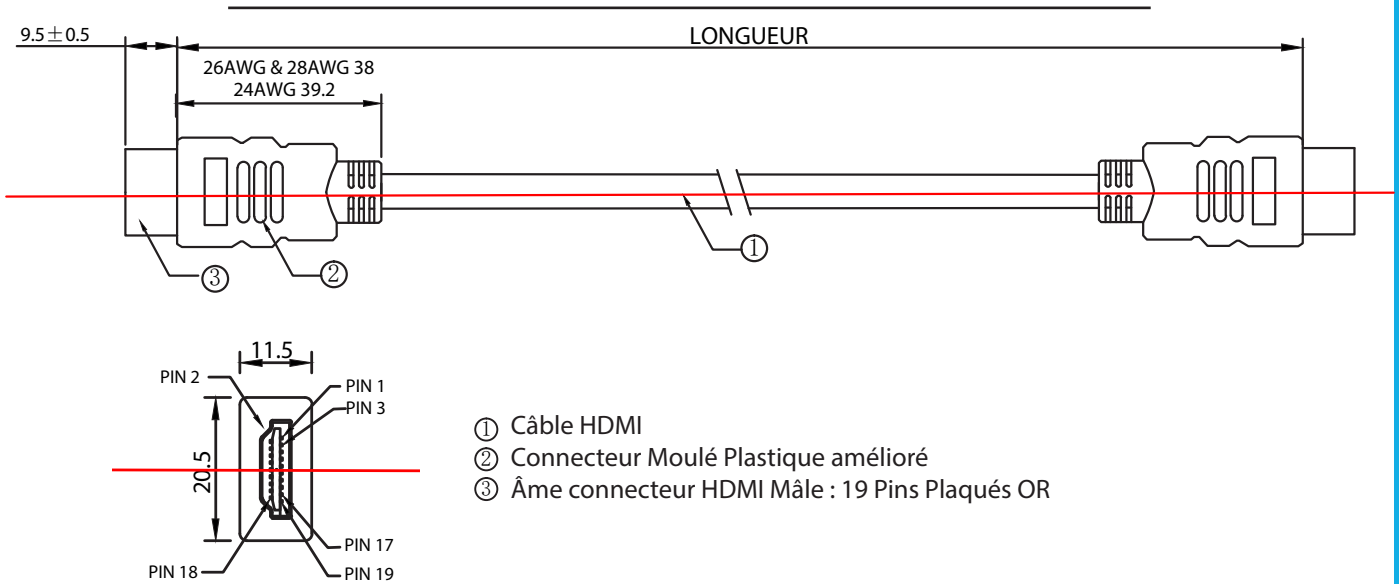 9.5±0.5
LONGUEUR
26AWG & 28AWG 38
24AWG 39.2
①
③
②
11.5
PIN 2
PIN 1
PIN 3
20.5
PIN 17
PIN 18
PIN 19
① Câble HDMI
② Connecteur Moulé Plastique amélioré
③ Âme connecteur HDMI Mâle : 19 Pins Plaqués OR